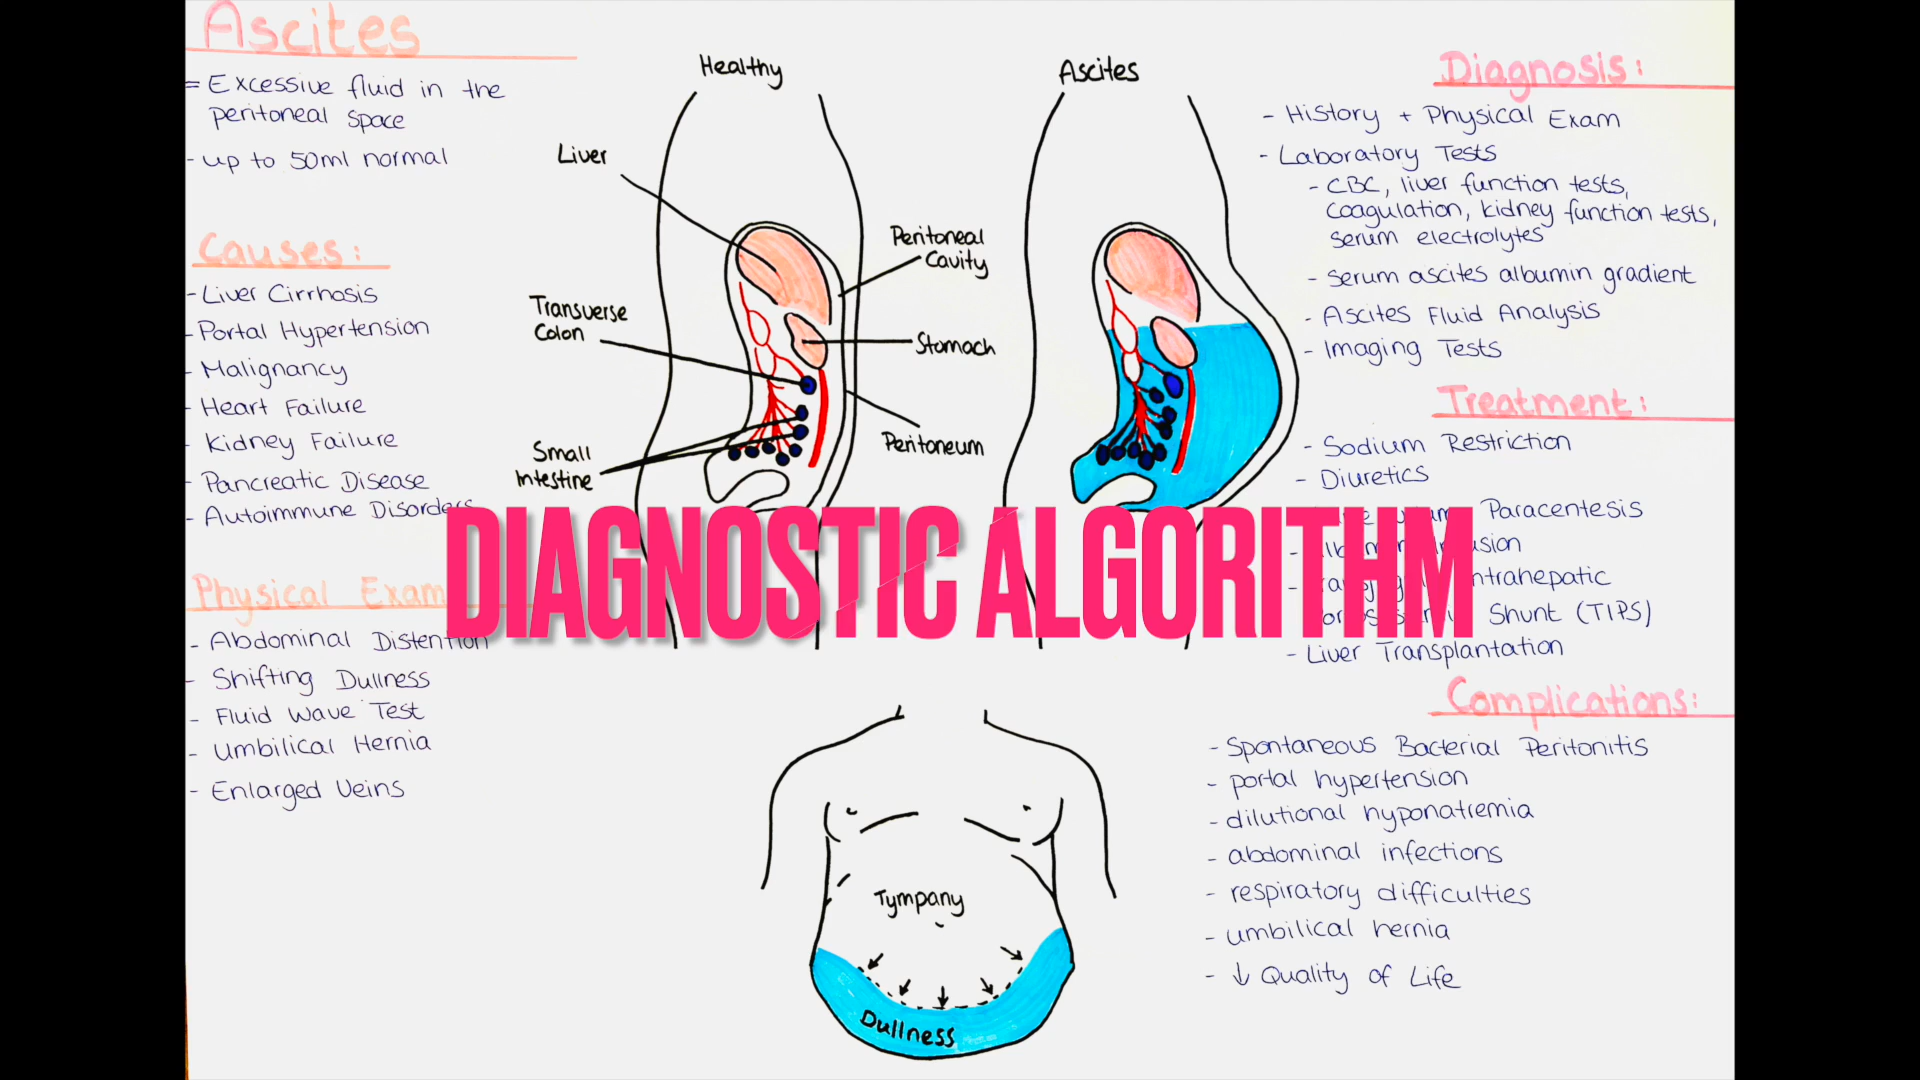 Ascites
= Excessive fluid in the
peritoneal space
- up to 50ml normal
Causes:
- Liver Cirrhosis
- Portal Hypertension
- Malignancy
- Heart Failure
- Kidney Failure
- Pancreatic Disease
- Autoimmune Disorders
Physical Exam
- Abdominal Distention
- Shifting Dullness
- Fluid Wave Test
- Umbilical Hernia
- Enlarged Veins
Healthy
Liver
Peritoneal
Cavity
Transverse
Colon
Stomach
Small
Intestine
Peritoneum
Ascites
DIAGNOSTIC ALGORITHM
Tympany
Dullness
Diagnosis:
- History + Physical Exam
- Laboratory Tests
- CBC, liver function tests,
Coagulation, kidney function tests,
serum electrolytes
- Serum ascites albumin gradient
- Ascites Fluid Analysis
- Imaging Tests
Treatment:
- Sodium Restriction
- Diuretics
Paracentesis
-
- intrahepatic
Shunt (TIPS)
- Liver Transplantation
Complications:
- Spontaneous Bacterial Peritonitis
- portal hypertension
- dilutional hyponatremia
- abdominal infections
- respiratory difficulties
- umbilical hernia
- ↓ Quality of Life